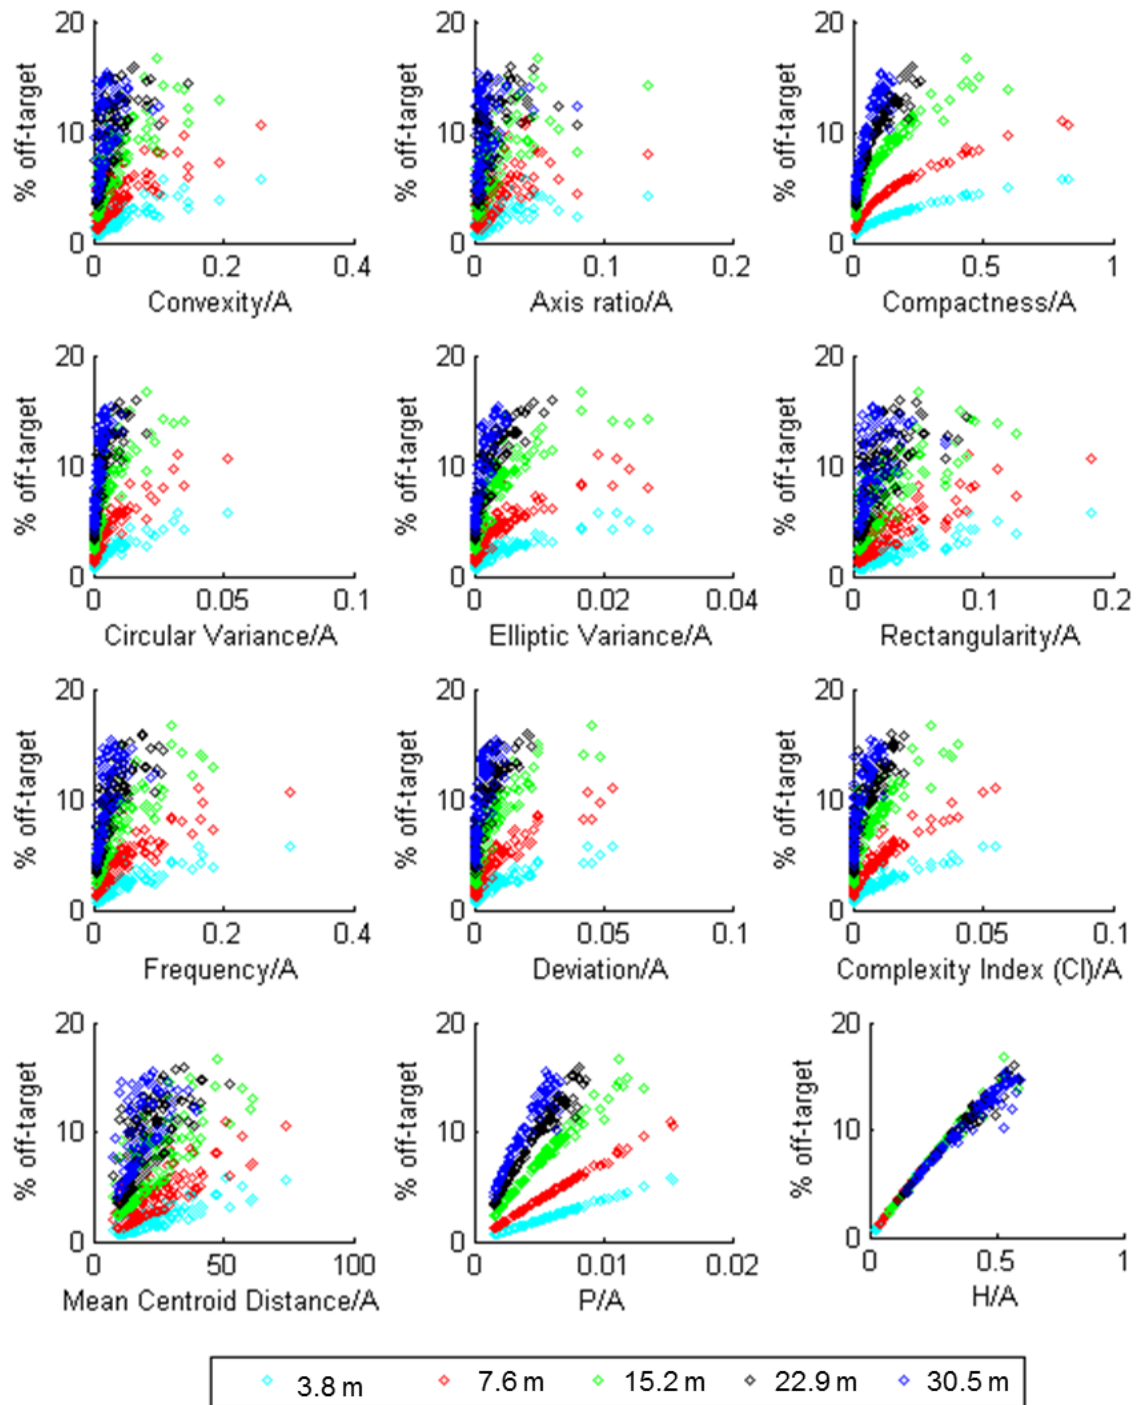 20 20 20
% off-target % off-target % off-target
10 10 10
0 0 0
0 0.2 0.4 0 0.1 0.2 0 0.5 1
Convexity/A Axis ratio/A Compactness/A
20 20 20
% off-target % off-target % off-target
10 10 10
0 0 0
0 0.05 0.1 0 0.02 0.04 0 0.1 0.2
Circular Variance/A Elliptic Variance/A Rectangularity/A
20 20 20
% off-target % off-target % off-target
10 10 10
0 0 0
0 0.2 0.4 0 0.05 0.1 0 0.05 0.1
Frequency/A Deviation/A Complexity Index (CI)/A
20 20 20
% off-target % off-target % off-target
10 10 10
0 0 0
0 50 100 0 0.01 0.02 0 0.5 1
Mean Centroid Distance/A P/A H/A
3.8 m 7.6 m 15.2 m 22.9 m 30.5 m